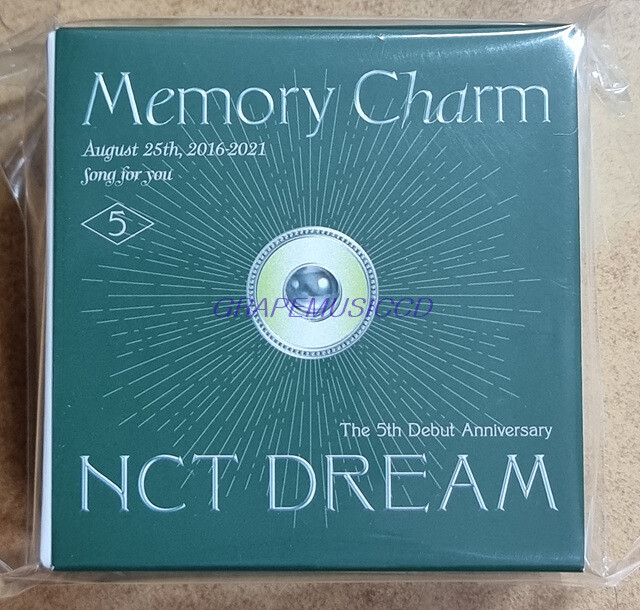 Memory Charm
August 25th, 2016-2021
Song for you
5
GRAPEMUSICCD
The 5th Debut Anniversary
NCT DREAM